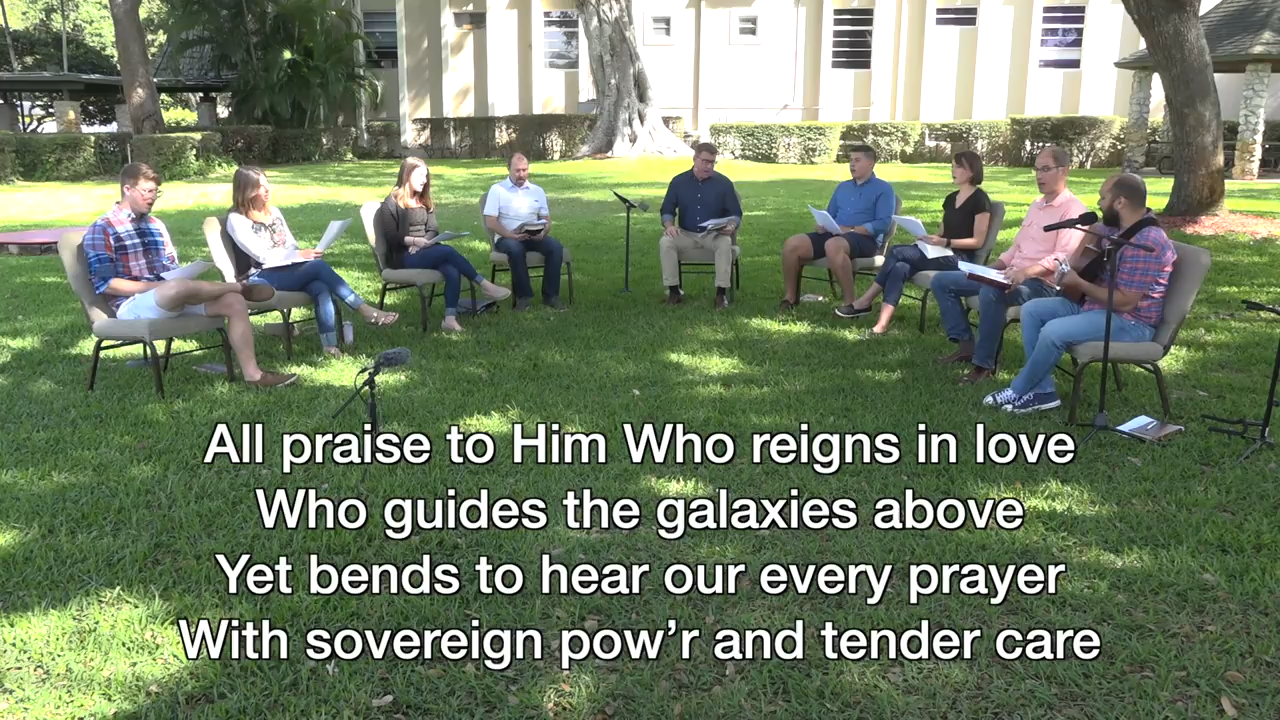 All praise to Him Who reigns in love
Who guides the galaxies above
Yet bends to hear our every prayer
With sovereign pow’r and tender care